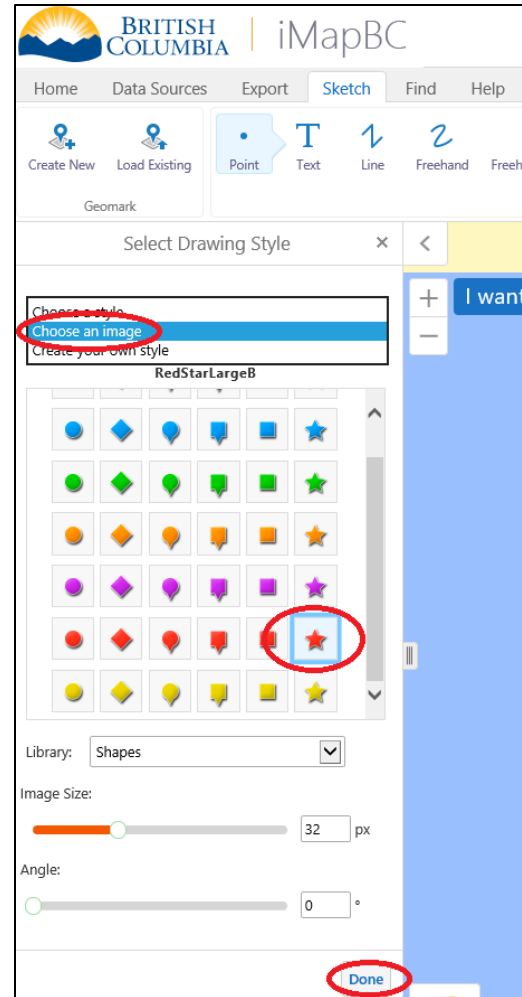 BRITISH
COLUMBIA
iMapBC
Home Data Sources Export Sketch Find Help
Create New Load Existing Point Text Line Freehand Freeh
Geomark
Select Drawing Style ×
I want
Choose a style
Choose an image
Create your own style
RedStarLargeB
Library: Shapes
Image Size:
32 px
Angle:
0 °
Done